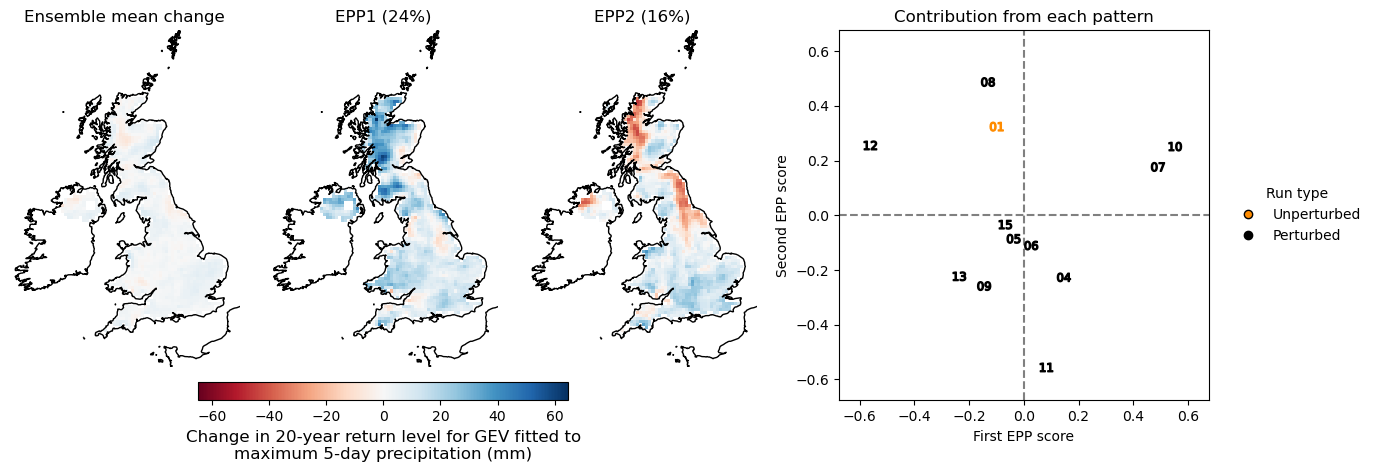 Ensemble mean change
EPP1 (24%)
EPP2 (16%)
Contribution from each pattern
Second EPP score
0.6
0.4
0.2
0.0
−0.2
−0.4
−0.6
08
01
12
10
07
15
05
06
13
09
04
11
−0.6 −0.4 −0.2 0.0 0.2 0.4 0.6
First EPP score
Run type
Unperturbed
Perturbed
−60 −40 −20 0 20 40 60
Change in 20-year return level for GEV fitted to
maximum 5-day precipitation (mm)